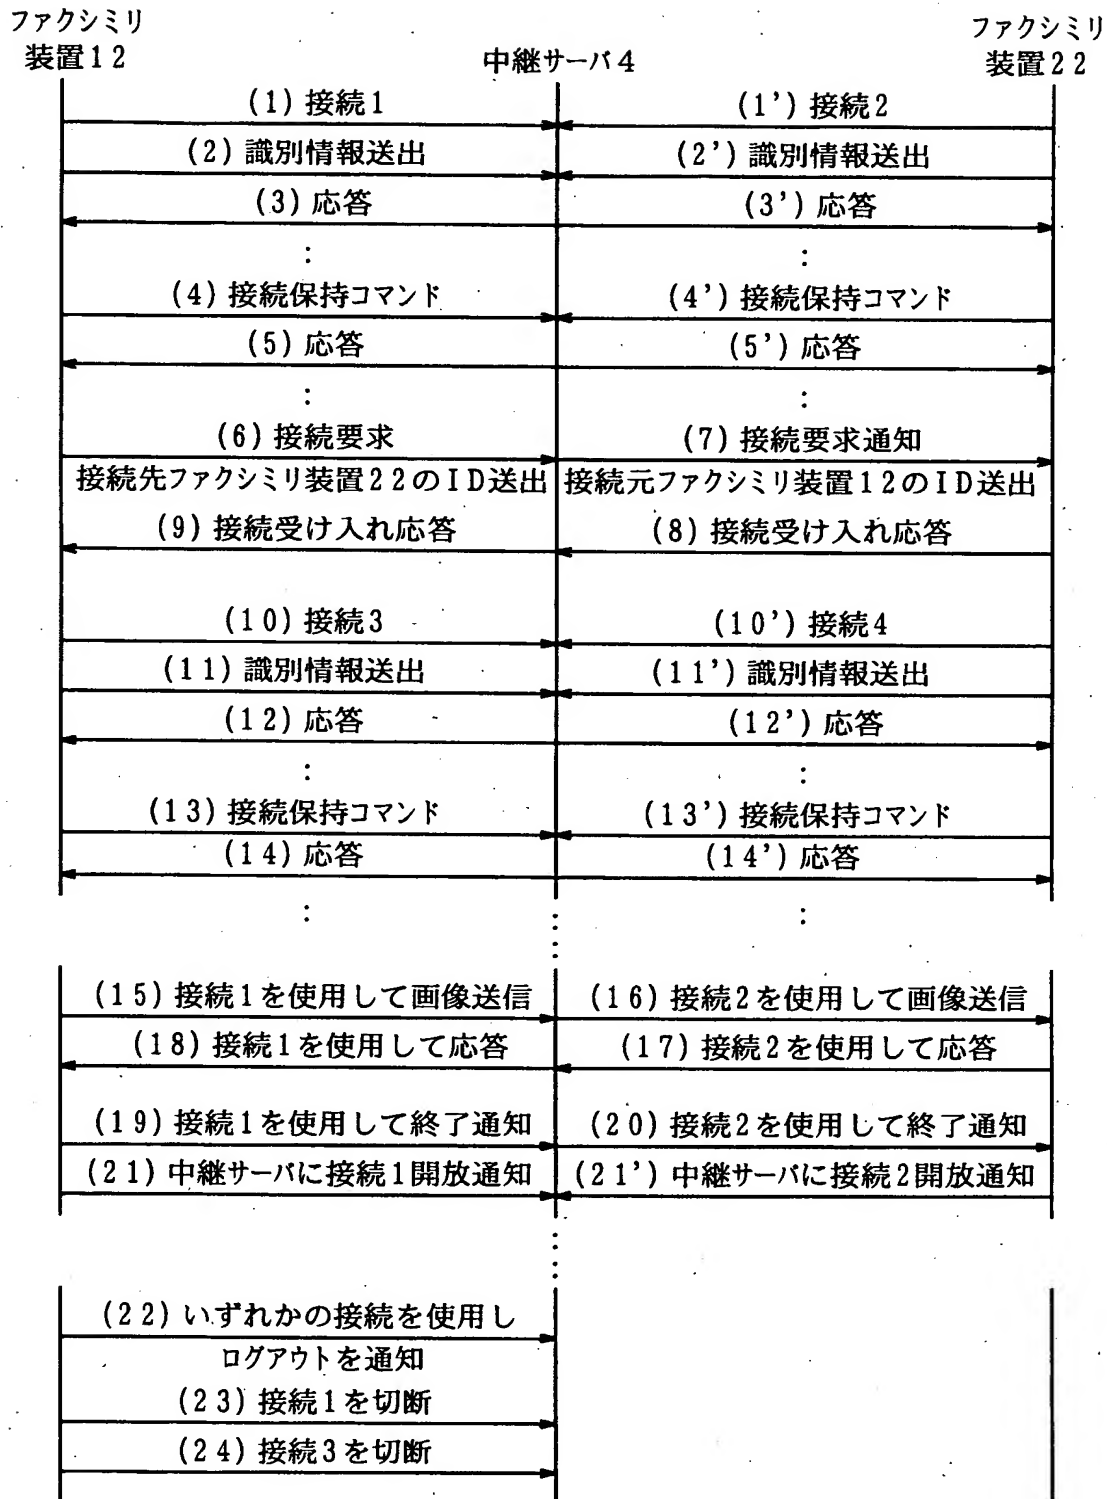 ファクシミリ
装置12
中継サーバ4
ファクシミリ
装置22
(1)接続1
(1')接続2
(2)識別情報送出
(2')識別情報送出
(3)応答
(3')応答
:
:
(4)接続保持コマンド
(4')接続保持コマンド
(5)応答
(5')応答
:
:
(6)接続要求
(7)接続要求通知
接続先ファクシミリ装置22のID送出
接続元ファクシミリ装置12のID送出
(9)接続受け入れ応答
(8)接続受け入れ応答
(10)接続3
(10')接続4
(11)識別情報送出
(11')識別情報送出
(12)応答
(12')応答
:
:
(13)接続保持コマンド
(13')接続保持コマンド
(14)応答
(14')応答
:
:
(15)接続1を使用して画像送信
(16)接続2を使用して画像送信
(18)接続1を使用して応答
(17)接続2を使用して応答
(19)接続1を使用して終了通知
(20)接続2を使用して終了通知
(21)中継サーバに接続1開放通知
(21')中継サーバに接続2開放通知
(22)いずれかの接続を使用し
ログアウトを通知
(23)接続1を切断
(24)接続3を切断